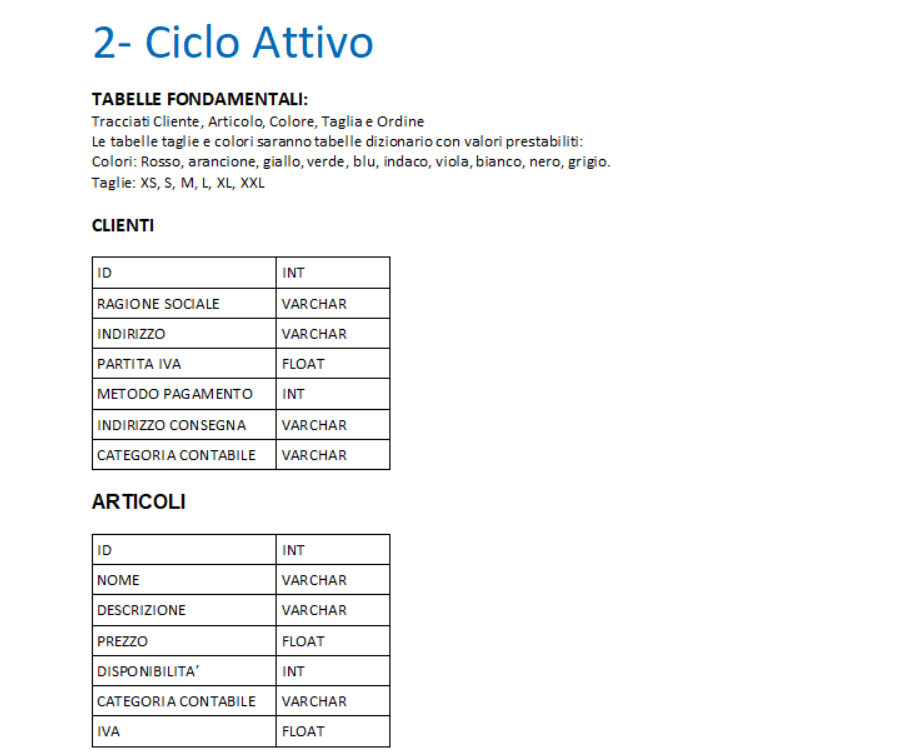 2- Ciclo Attivo
TABELLE FONDAMENTALI:
Tracciati Cliente, Articolo, Colore, Taglia e Ordine
Le tabelle taglie e colori saranno tabelle dizionario con valori prestabiliti:
Colori: Rosso, arancione, giallo, verde, blu, indaco, viola, bianco, nero, grigio.
Taglie: XS, S, M, L, XL, XXL
CLIENTI
ID INT
RAGIONE SOCIALE VARCHAR
INDIRIZZO VARCHAR
PARTITA IVA FLOAT
METODO PAGAMENTO INT
INDIRIZZO CONSEGNA VARCHAR
CATEGORIA CONTABILE VARCHAR
ARTICOLI
ID INT
NOME VARCHAR
DESCRIZIONE VARCHAR
PREZZO FLOAT
DISPONIBILITA’ INT
CATEGORIA CONTABILE VARCHAR
IVA FLOAT